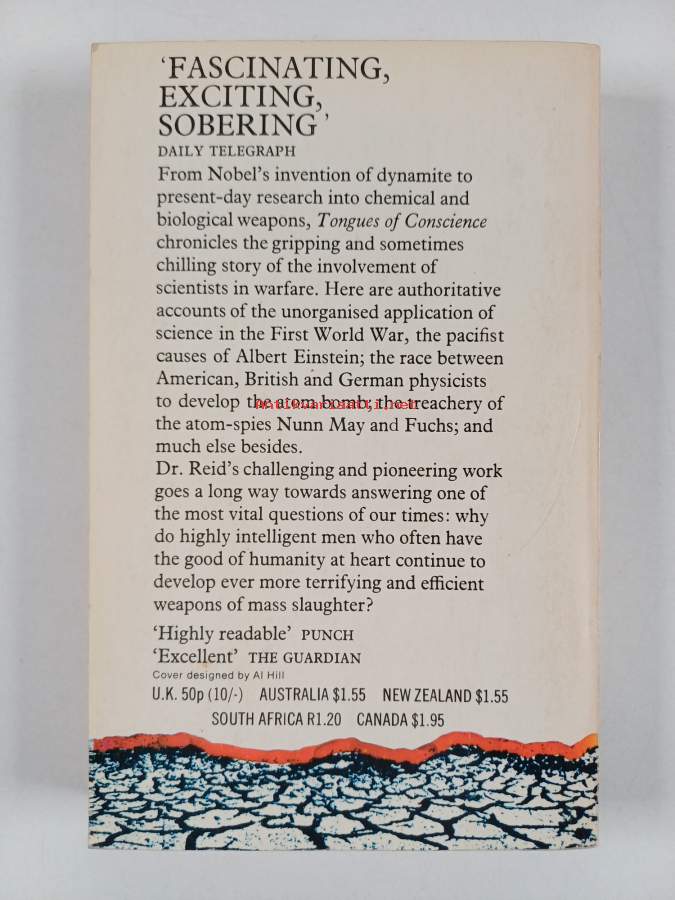 ‘FASCINATING,
EXCITING,
SOBERING’
DAILY TELEGRAPH
From Nobel’s invention of dynamite to
present-day research into chemical and
biological weapons, Tongues of Conscience
chronicles the gripping and sometimes
chilling story of the involvement of
scientists in warfare. Here are authoritative
accounts of the unorganised application of
science in the First World War, the pacifist
causes of Albert Einstein; the race between
American, British and German physicists
to develop the atom bomb; the treachery of
antikvariaatti.net
the atom-spies Nunn May and Fuchs; and
much else besides.
Dr. Reid’s challenging and pioneering work
goes a long way towards answering one of
the most vital questions of our times: why
do highly intelligent men who often have
the good of humanity at heart continue to
develop ever more terrifying and efficient
weapons of mass slaughter?
‘Highly readable’ PUNCH
‘Excellent’ THE GUARDIAN
Cover designed by Al Hill
U.K. 50p (10/-) AUSTRALIA $1.55 NEW ZEALAND $1.55
SOUTH AFRICA R1.20 CANADA $1.95